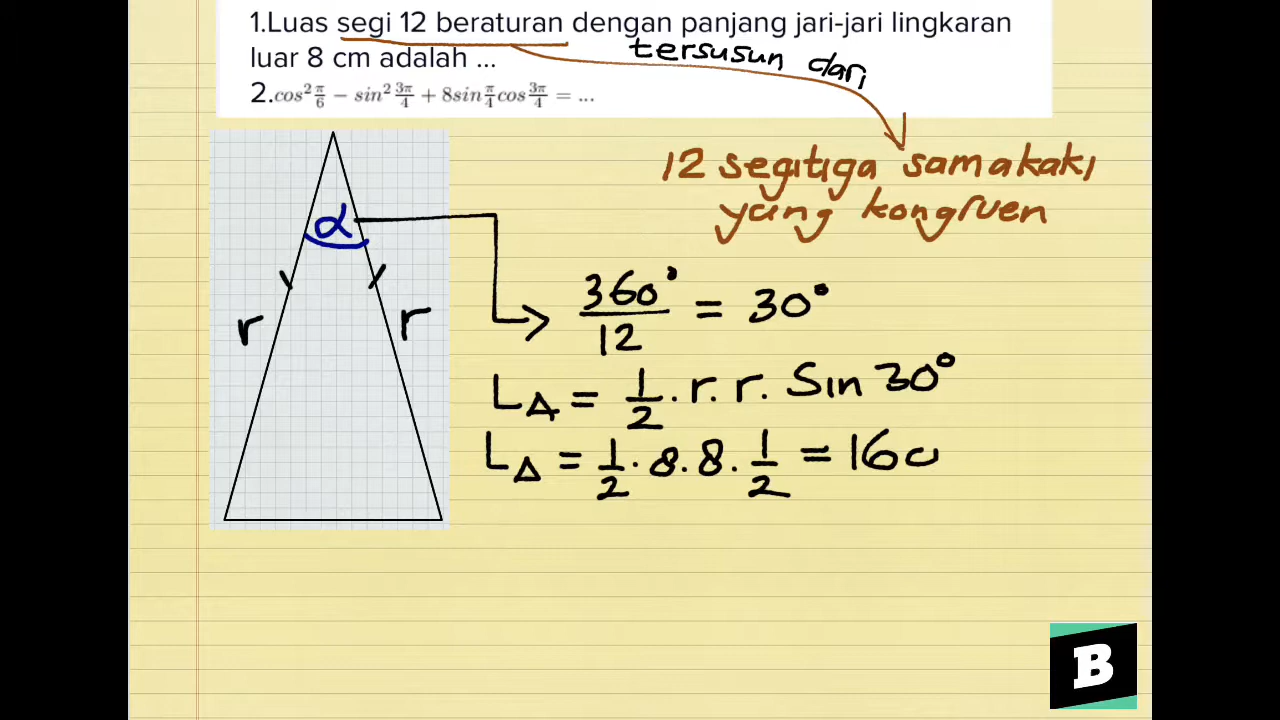 1.Luas segi 12 beraturan dengan panjang jari-jari lingkaran
luar 8 cm adalah ...
tersusun dari
2.cos² π/6 − sin² 3π/4 + 8sin π/4 cos 3π/4 = ...
12 segitiga samakaki
yang kongruen
α
r
r
360°/12 = 30°
L△ = 1/2 . r. r. Sin 30°
L△ = 1/2 . 8. 8. 1/2 = 16c
B